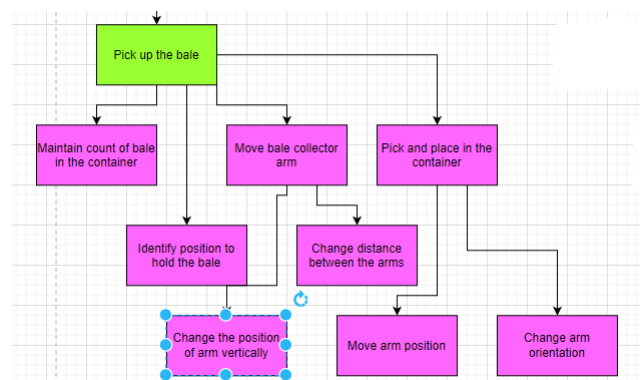 Pick up the bale
Maintain count of bale
in the container
Move bale collector
arm
Pick and place in the
container
Identify position to
hold the bale
Change distance
between the arms
Change the position
of arm vertically
Move arm position
Change arm
orientation